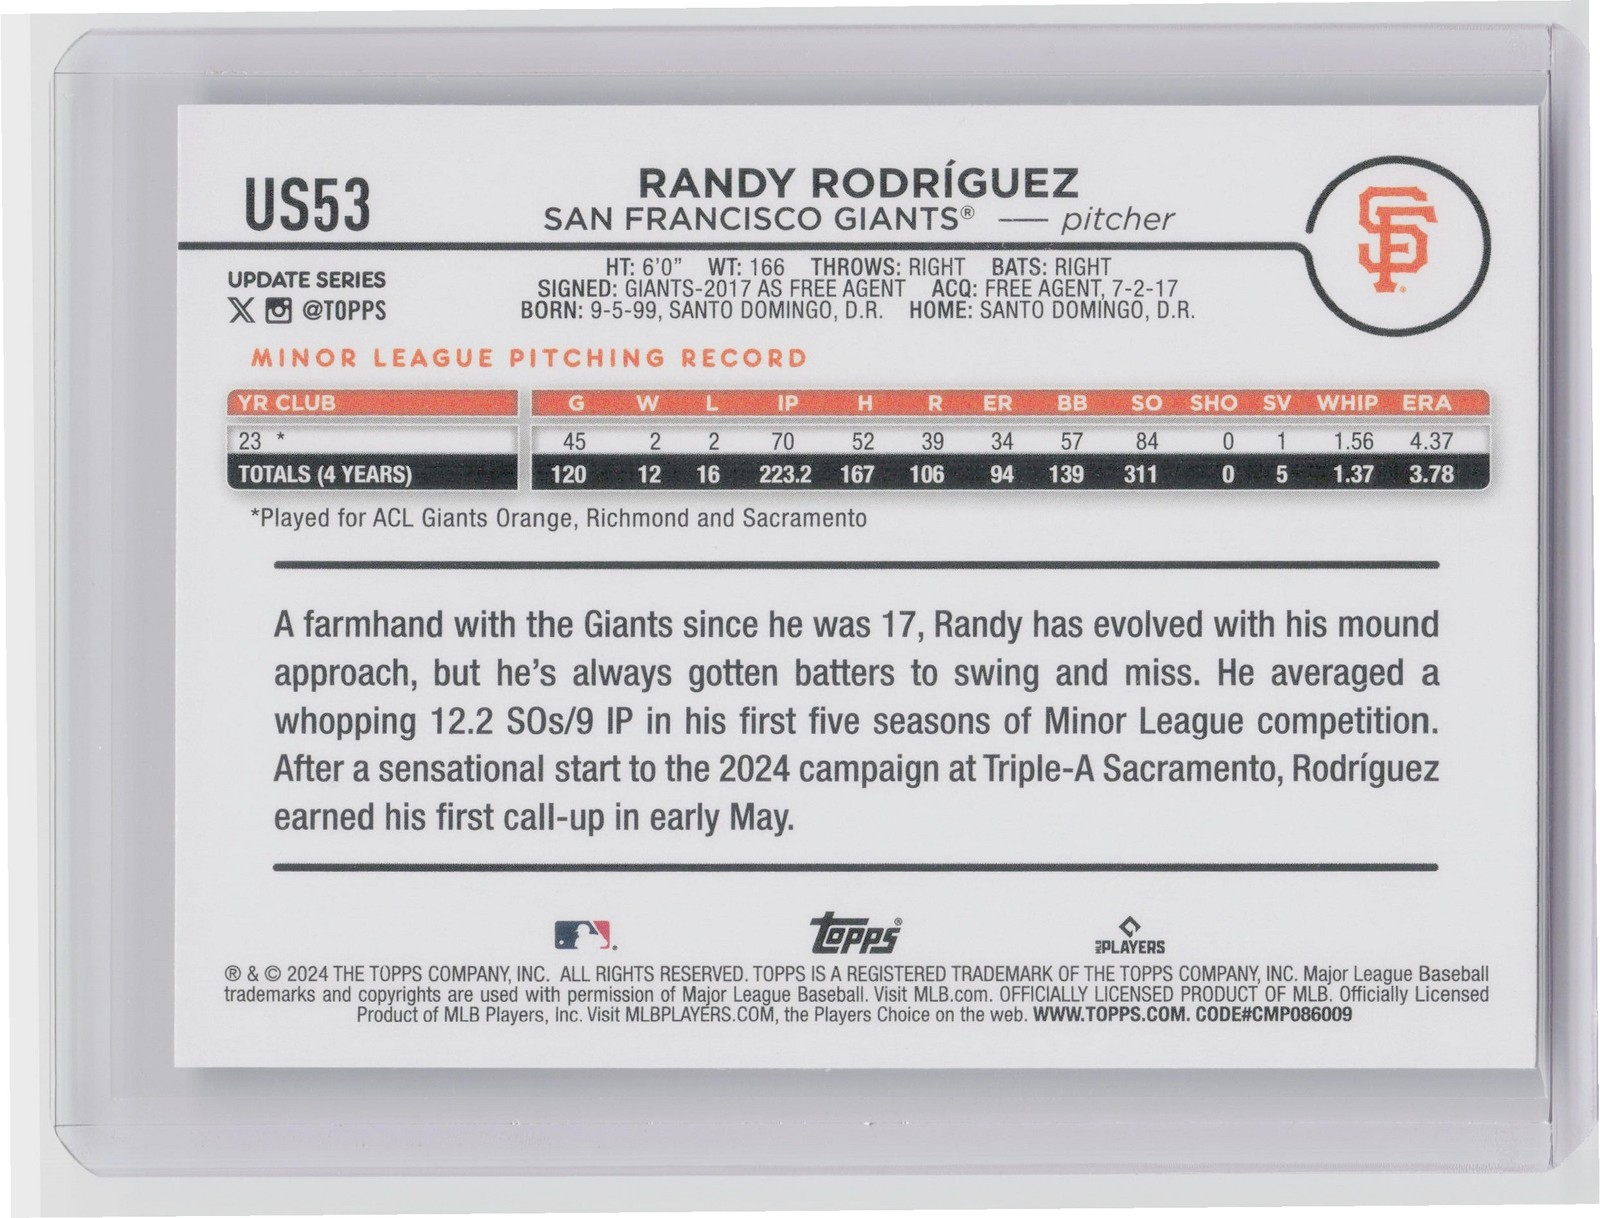 US53
RANDY RODRÍGUEZ
SAN FRANCISCO GIANTS® — pitcher
SF
UPDATE SERIES
@TOPPS
HT: 6'0" WT: 166 THROWS: RIGHT BATS: RIGHT
SIGNED: GIANTS-2017 AS FREE AGENT ACQ: FREE AGENT, 7-2-17
BORN: 9-5-99, SANTO DOMINGO, D.R. HOME: SANTO DOMINGO, D.R.
MINOR LEAGUE PITCHING RECORD
YR CLUB G W L IP H R ER BB SO SHO SV WHIP ERA
23 * 45 2 2 70 52 39 34 57 84 0 1 1.56 4.37
TOTALS (4 YEARS) 120 12 16 223.2 167 106 94 139 311 0 5 1.37 3.78
*Played for ACL Giants Orange, Richmond and Sacramento
A farmhand with the Giants since he was 17, Randy has evolved with his mound
approach, but he's always gotten batters to swing and miss. He averaged a
whopping 12.2 SOs/9 IP in his first five seasons of Minor League competition.
After a sensational start to the 2024 campaign at Triple-A Sacramento, Rodríguez
earned his first call-up in early May.
Topps®
MLB PLAYERS
® & © 2024 THE TOPPS COMPANY, INC. ALL RIGHTS RESERVED. TOPPS IS A REGISTERED TRADEMARK OF THE TOPPS COMPANY, INC. Major League Baseball
trademarks and copyrights are used with permission of Major League Baseball. Visit MLB.com. OFFICIALLY LICENSED PRODUCT OF MLB. Officially Licensed
Product of MLB Players, Inc. Visit MLBPLAYERS.COM, the Players Choice on the web. WWW.TOPPS.COM. CODE#CMP086009